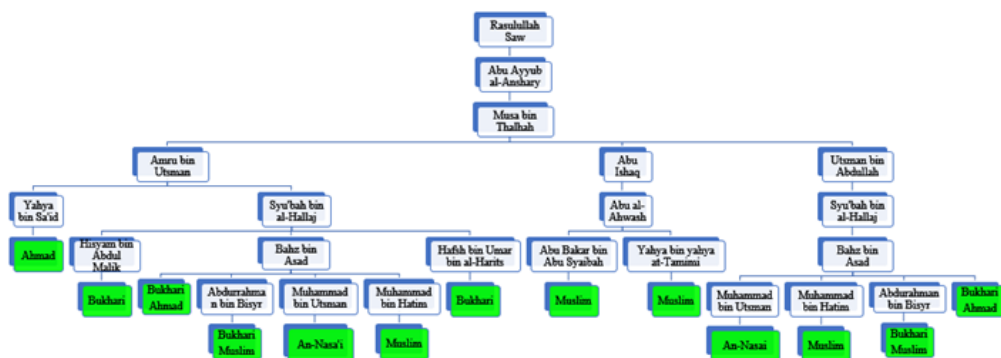 Rasulullah
Saw
Abu Ayyub
al-Anshary
Musa bin
Thalhah
Amru bin
Utsman
Abu
Ishaq
Utsman bin
Abdullah
Yahya
bin Sa'id
Syu'bah bin
al-Hallaj
Abu al-
Ahwash
Syu'bah bin
al-Hallaj
Ahmad
Hisyam bin
Abdul
Malik
Bahz bin
Asad
Hafsh bin Umar
bin al-Harits
Abu Bakar bin
Abu Syaibah
Yahya bin yahya
at-Tamimi
Bahz bin
Asad
Bukhari
Bukhari
Ahmad
Abdurrahma
n bin Bisyr
Muhammad
bin Utsman
Muhammad
bin Hatim
Bukhari
Muslim
Muslim
Muhammad
bin Utsman
Muhammad
bin Hatim
Abdurahman
bin Bisyr
Bukhari
Ahmad
Bukhari
Muslim
An-Nasa'i
Muslim
An-Nasai
Muslim
Bukhari
Muslim